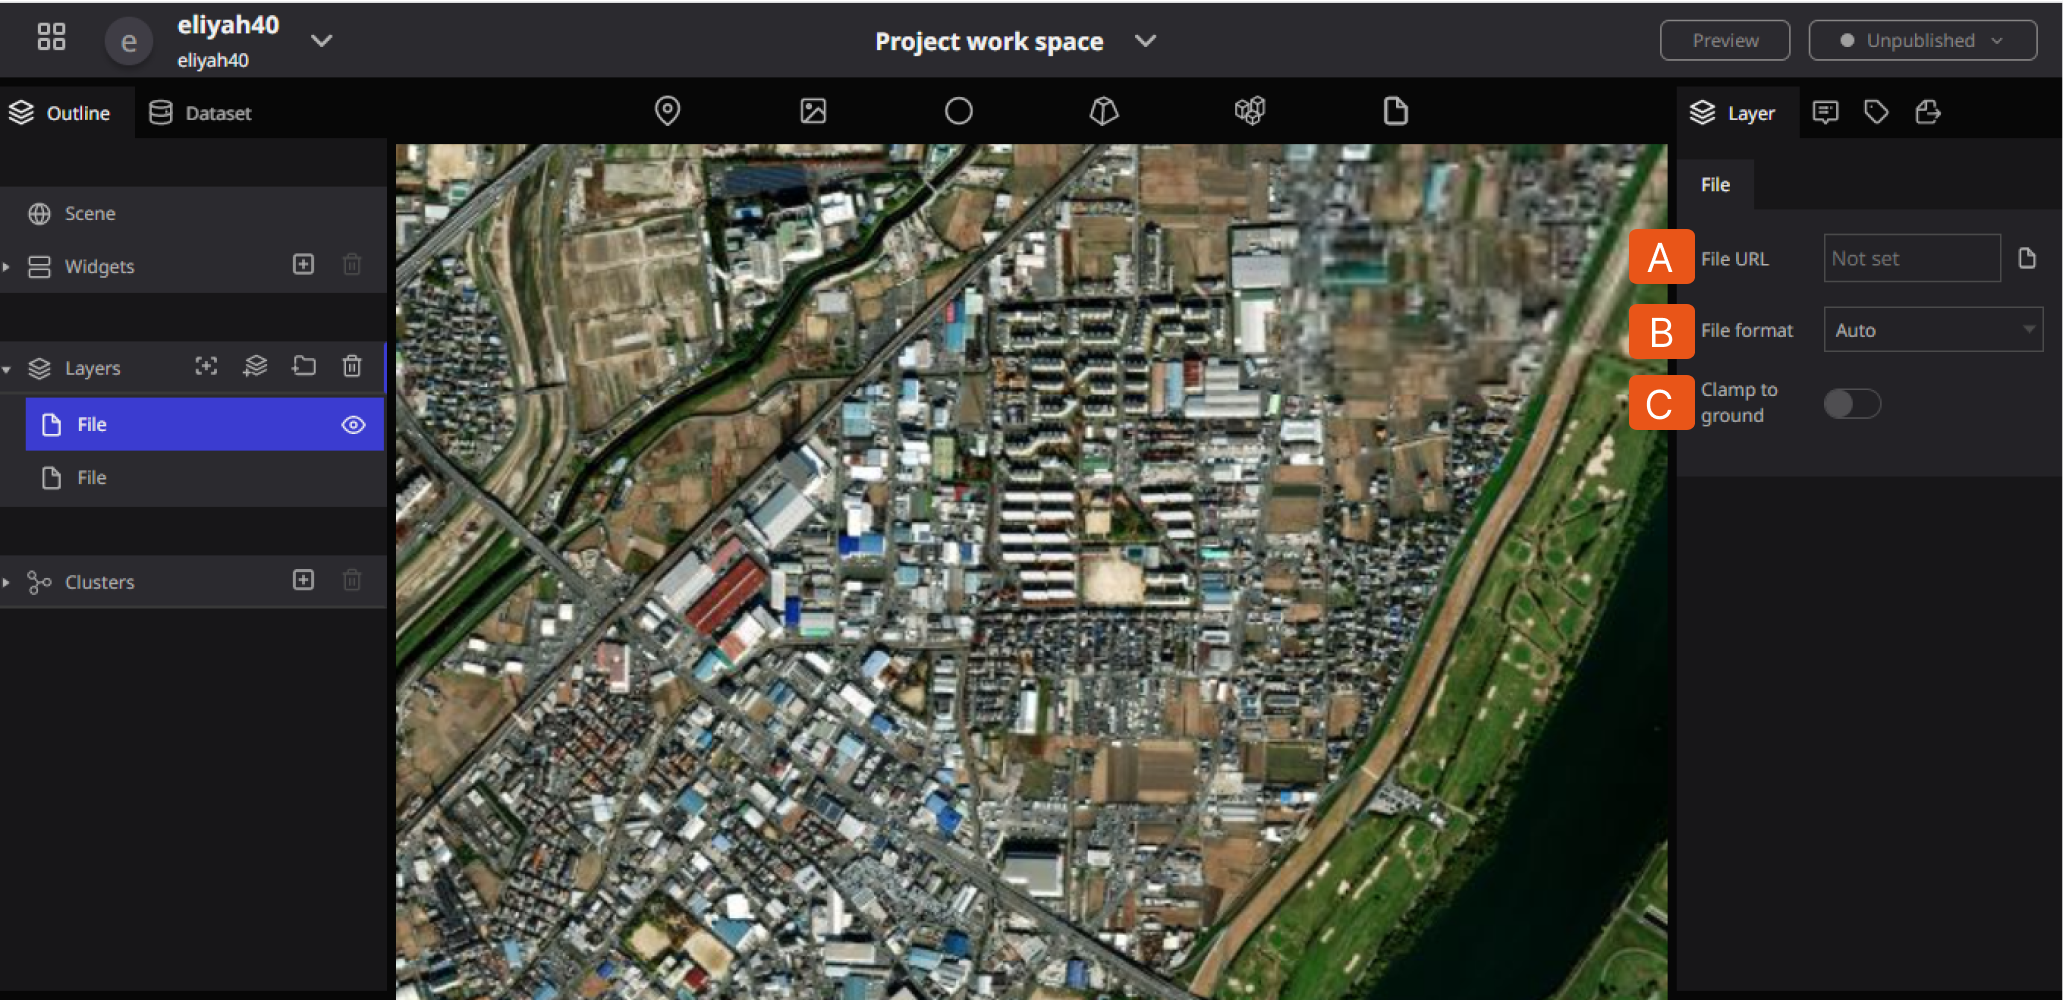 eliyah40
e
eliyah40
Project work space
Preview
Unpublished
Outline
Dataset
Layer
File
Scene
Widgets
A
File URL
Not set
B
File format
Auto
Layers
C
Clamp to
ground
File
File
Clusters